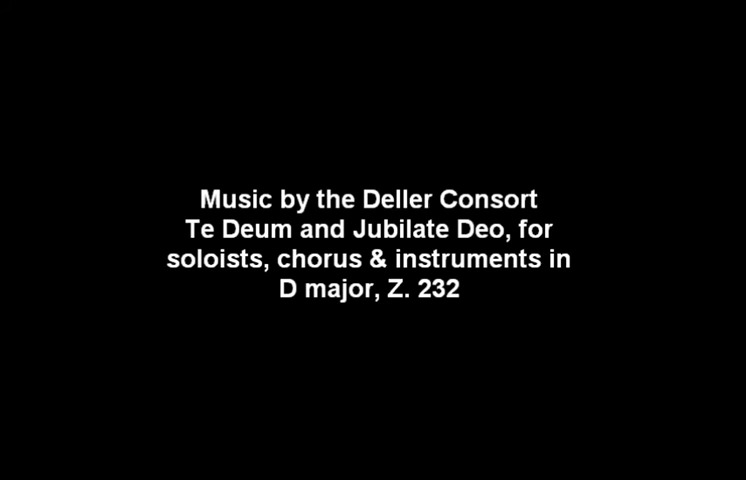 Music by the Deller Consort
Te Deum and Jubilate Deo, for
soloists, chorus & instruments in
D major, Z. 232